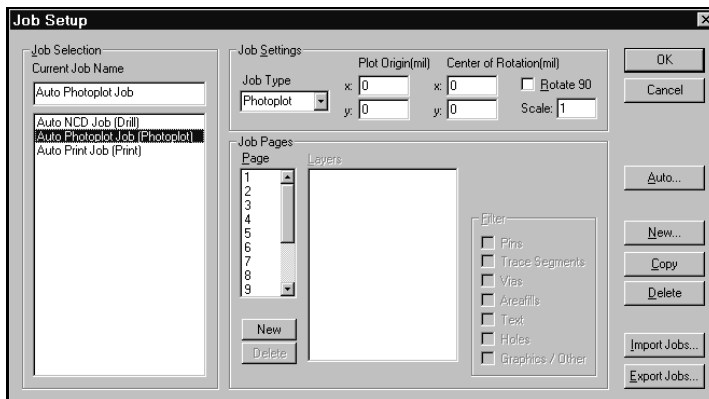 Job Setup
Job Selection
Current Job Name
Auto Photoplot Job
Auto NCD Job (Drill)
Auto Photoplot Job (Photoplot)
Auto Print Job (Print)
Job Settings
Job Type
Photoplot
Plot Origin(mil)
x: 0
y: 0
Center of Rotation(mil)
x: 0
y: 0
Rotate 90
Scale: 1
Job Pages
Page
1
2
3
4
5
6
7
8
9
New
Delete
Layers
Filter
Pins
Trace Segments
Vias
Areafills
Text
Holes
Graphics / Other
OK
Cancel
Auto...
New...
Copy
Delete
Import Jobs...
Export Jobs...